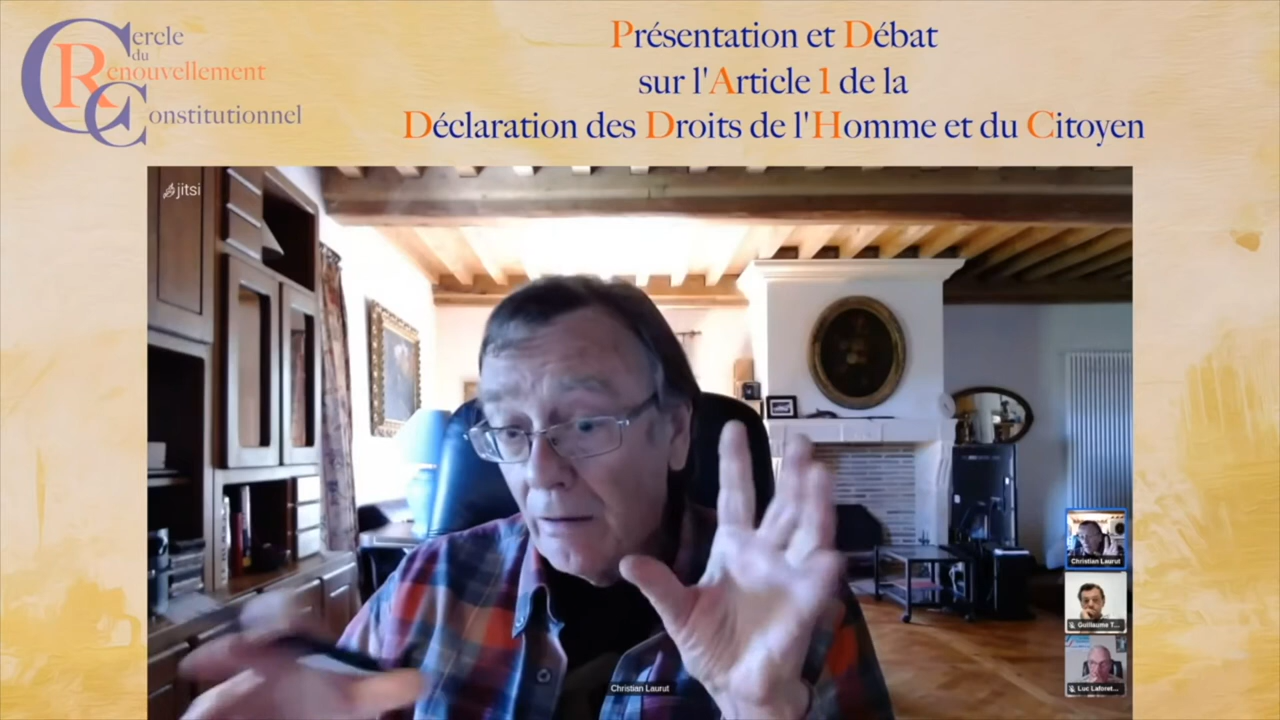 Cercle
du
Renouvellement
Constitutionnel
Présentation et Débat
sur l'Article 1 de la
Déclaration des Droits de l'Homme et du Citoyen
jitsi
Christian Laurut
Guillaume T...
Luc Laforet...
Christian Laurut